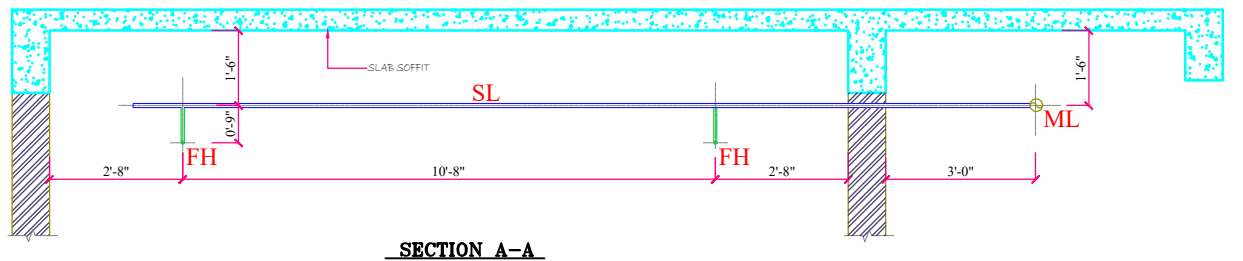 1'-6"
SLAB SOFFIT
1'-6"
SL
ML
0'-9"
FH
FH
2'-8"
10'-8"
2'-8"
3'-0"
SECTION A-A